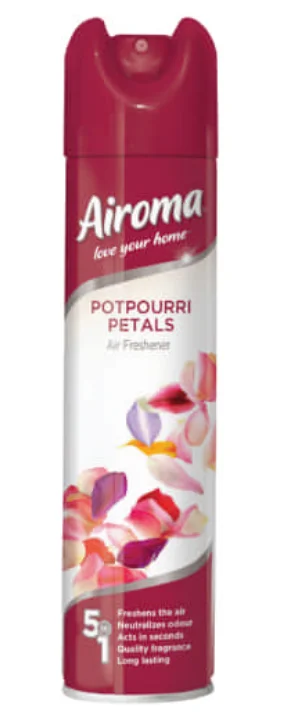 Airoma
love your home
POTPOURRI
PETALS
Air Freshener
5 in 1
Freshens the air
Neutralizes odour
Acts in seconds
Quality fragrance
Long lasting